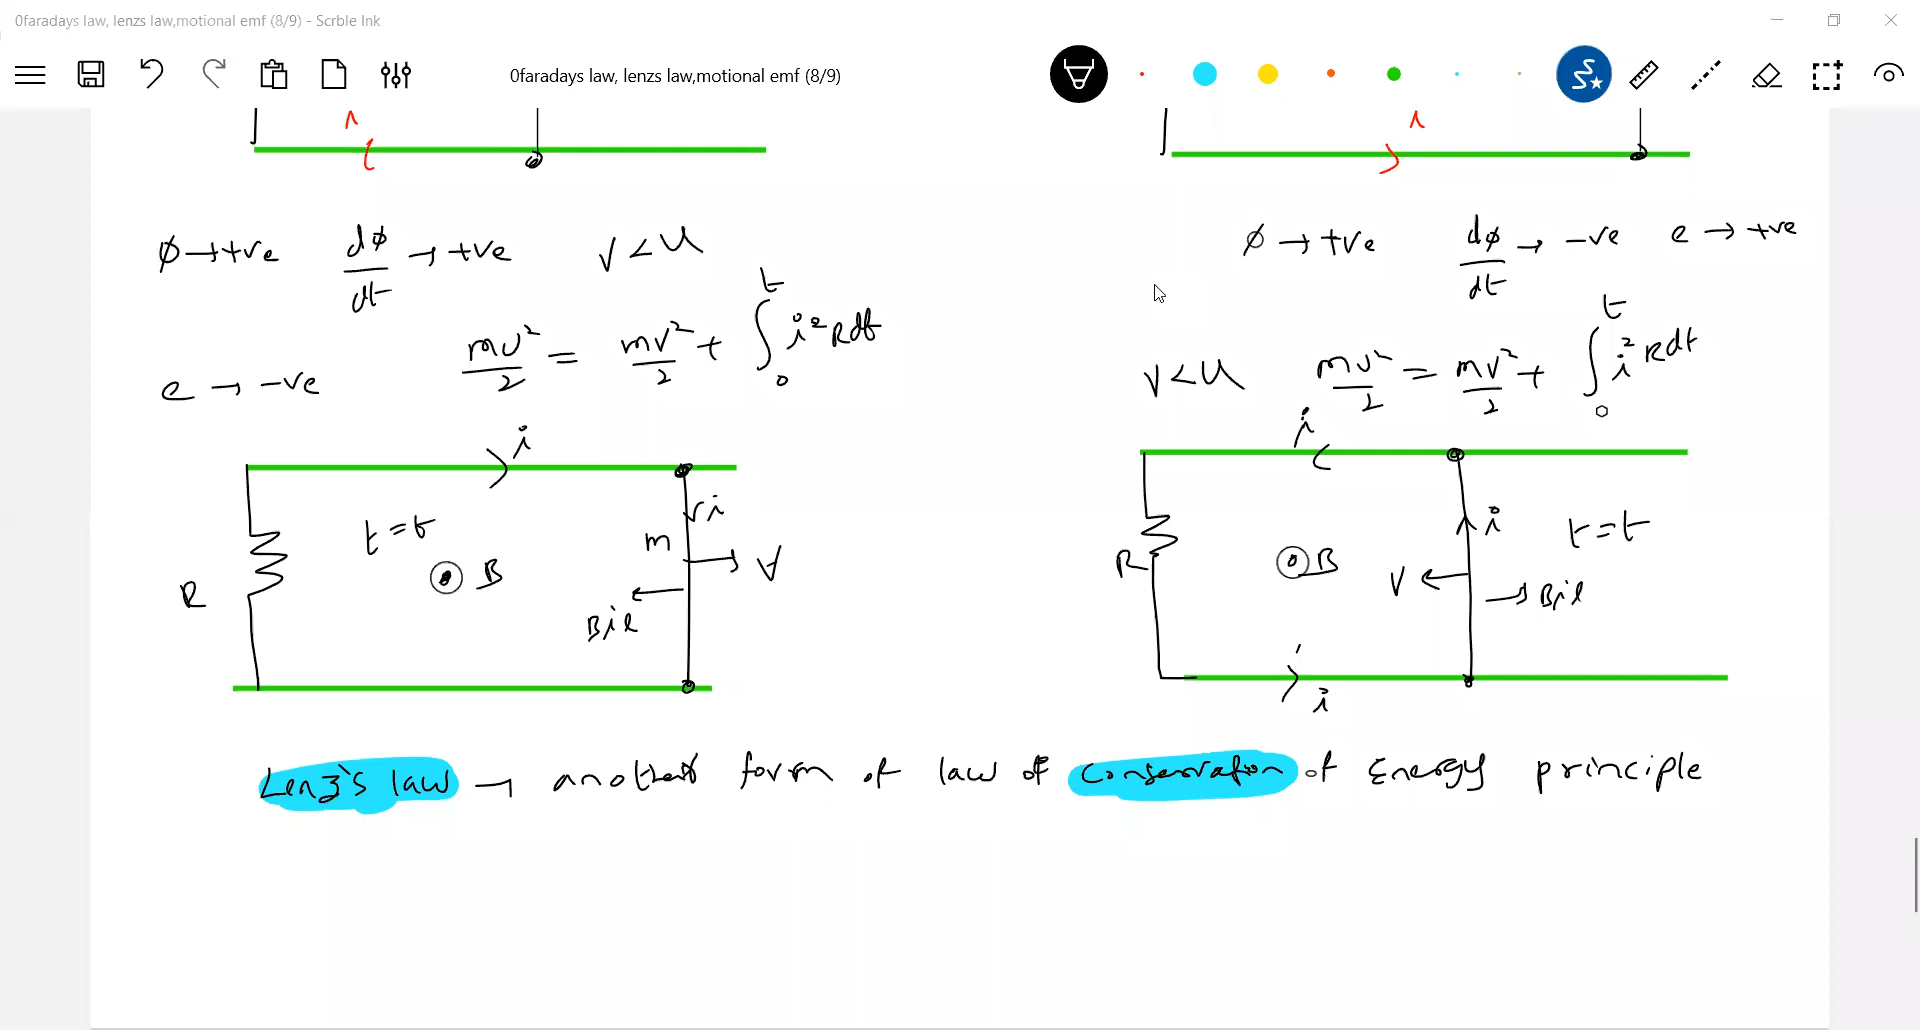 0faradays law, lenzs law,motional emf (8/9) - Scrble Ink
0faradays law, lenzs law,motional emf (8/9)
i
i
ϕ → +ve dϕ/dt → +ve v < u
e → -ve mu²/2 = mv²/2 + ∫₀ᵗ i²Rdt
ϕ → +ve dϕ/dt → -ve e → +ve
v < u mu²/2 = mv²/2 + ∫₀ᵗ i²Rdt
i
i
t = t
m
V
R
B
Bil
i
i
t = t
R
B
V
Bil
i
Lenz's law → another form of law of conservation of Energy principle